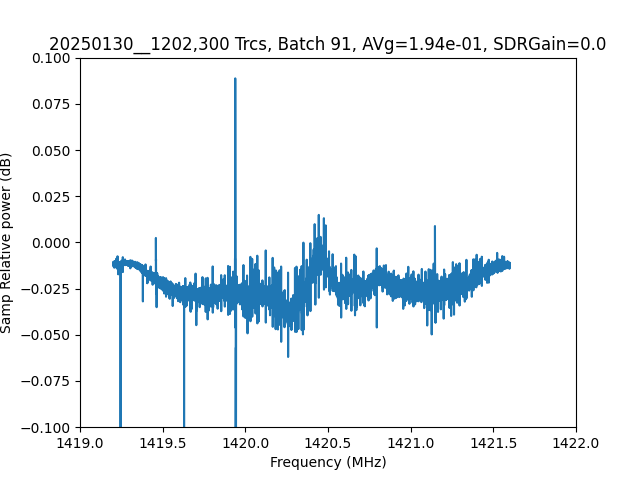 20250130__1202,300 Trcs, Batch 91, AVg=1.94e-01, SDRGain=0.0
0.100
0.075
0.050
0.025
0.000
−0.025
−0.050
−0.075
−0.100
Samp Relative power (dB)
1419.0 1419.5 1420.0 1420.5 1421.0 1421.5 1422.0
Frequency (MHz)